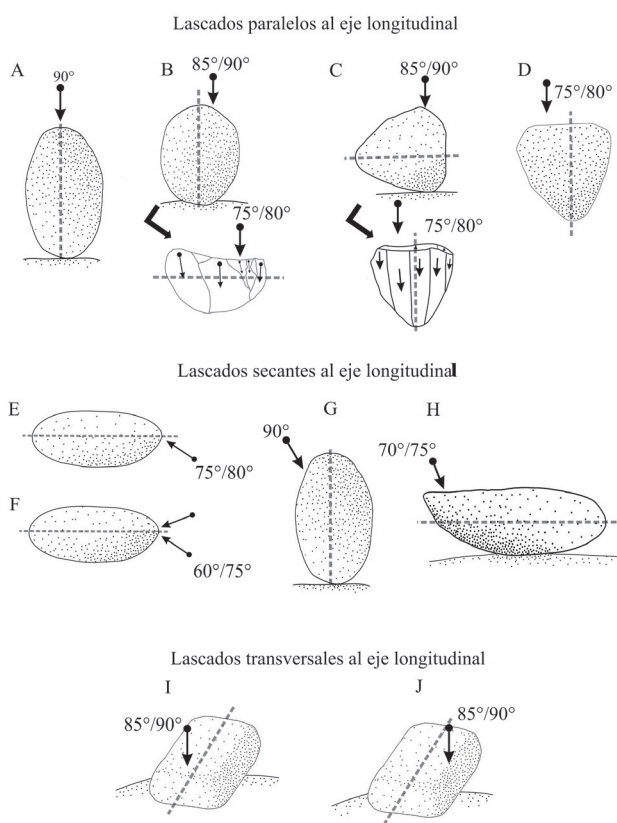 Lascados paralelos al eje longitudinal
A
90°
B
85°/90°
75°/80°
C
85°/90°
75°/80°
D
75°/80°
Lascados secantes al eje longitudinal
E
75°/80°
F
60°/75°
G
90°
H
70°/75°
Lascados transversales al eje longitudinal
I
85°/90°
J
85°/90°